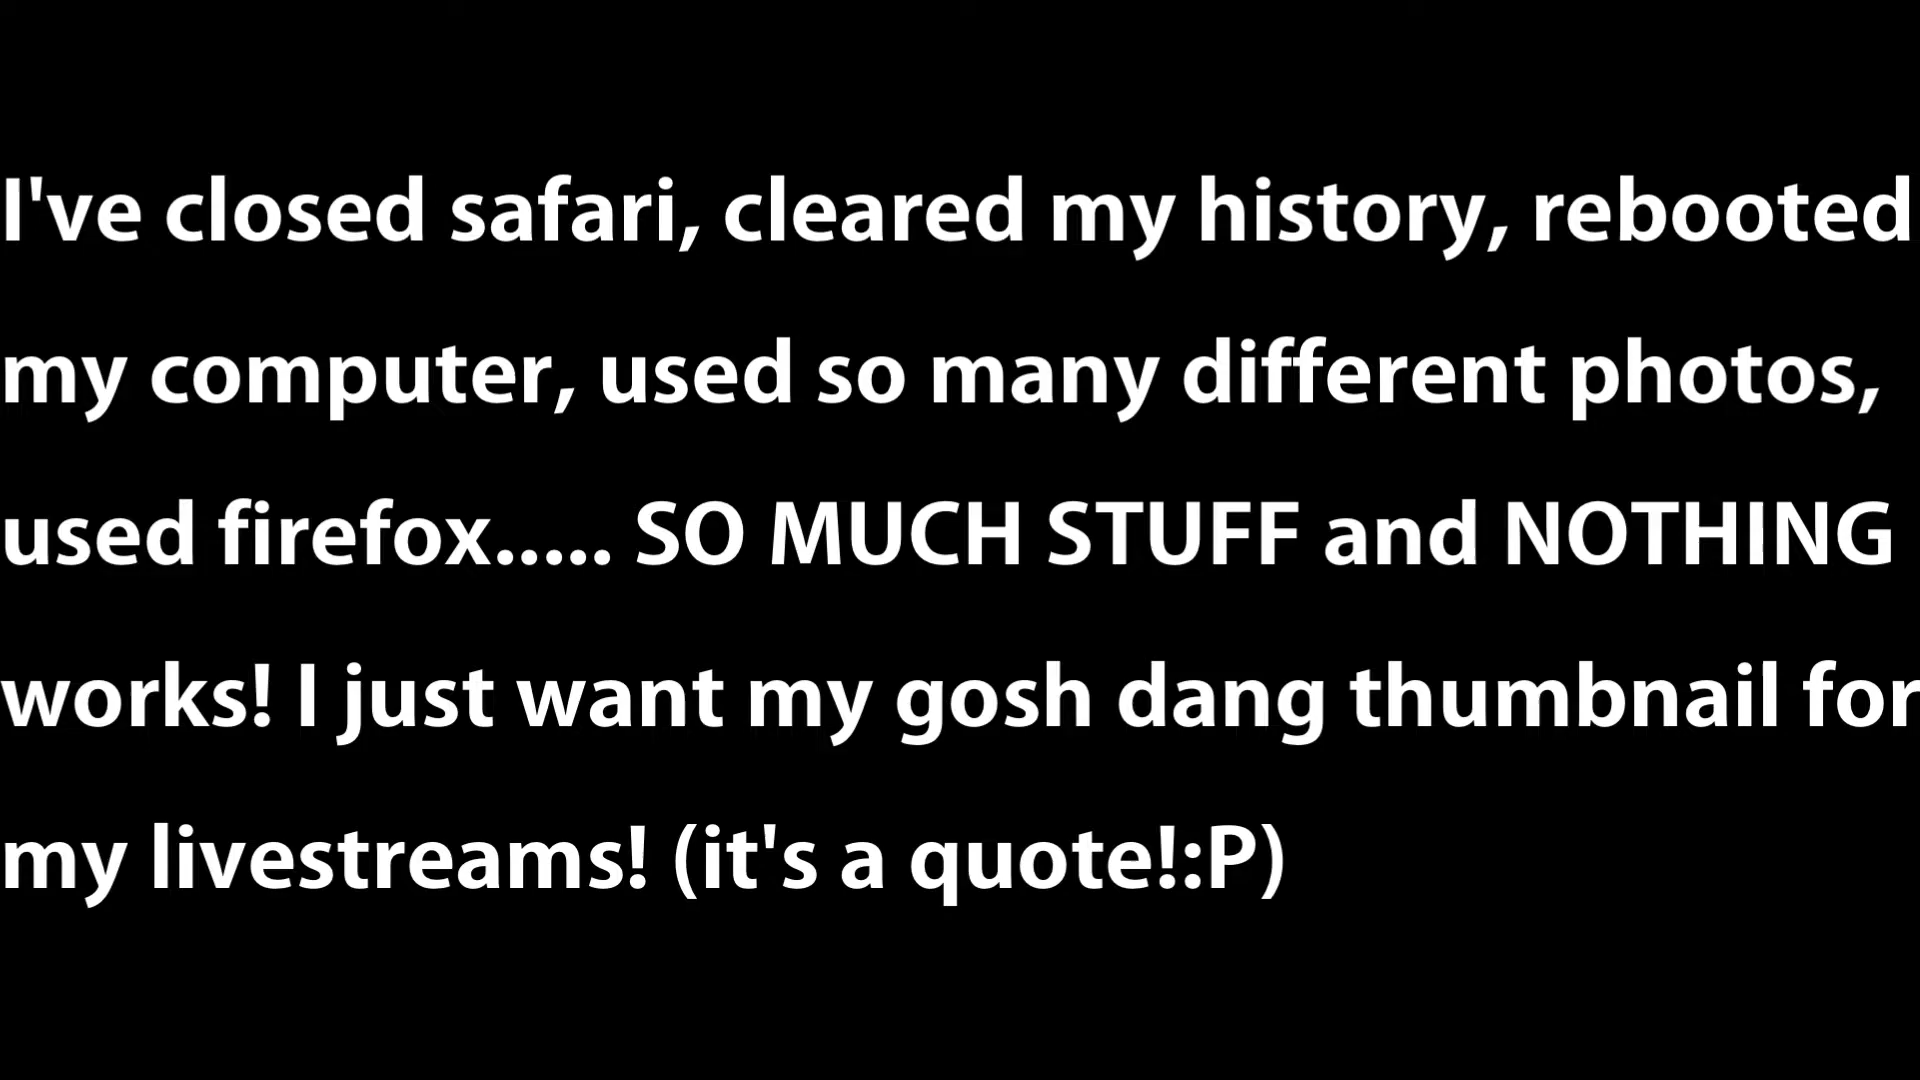 I've closed safari, cleared my history, rebooted
my computer, used so many different photos,
used firefox..... SO MUCH STUFF and NOTHING
works! I just want my gosh dang thumbnail for
my livestreams! (it's a quote!:P)